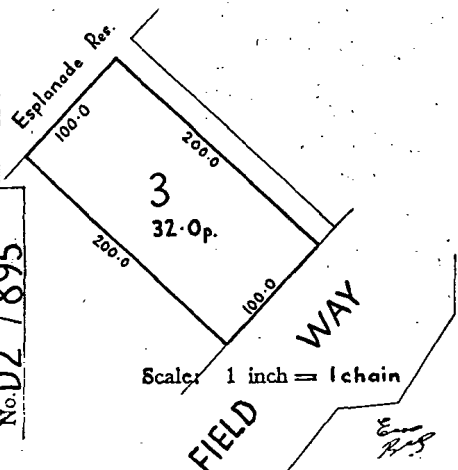 Esplanade Res.
100.0
200.0
3
32.0p.
200.0
100.0
No. D2 7895
FIELD WAY
Scale: 1 inch = 1 chain